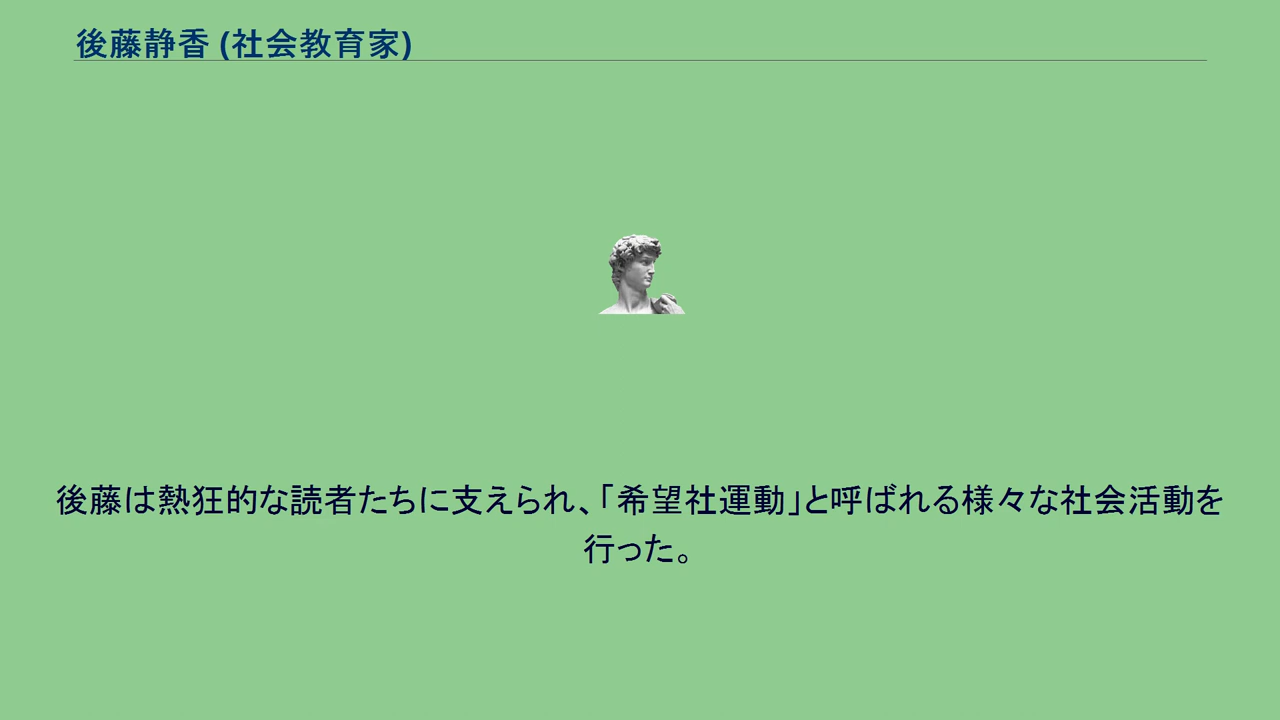 後藤静香 (社会教育家)
後藤は熱狂的な読者たちに支えられ、「希望社運動」と呼ばれる様々な社会活動を
行った。